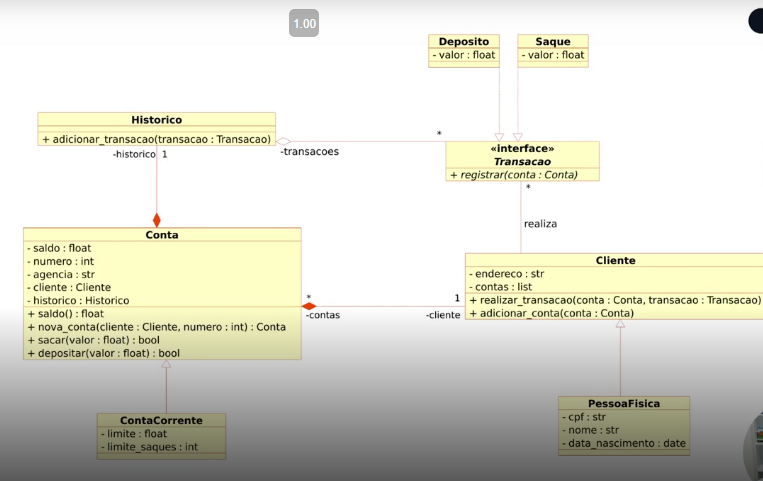 1.00
Deposito
- valor : float
Saque
- valor : float
Historico
+ adicionar_transacao(transacao : Transacao)
-historico 1
-transacoes
*
«interface»
Transacao
+ registrar(conta : Conta)
*
realiza
Conta
- saldo : float
- numero : int
- agencia : str
- cliente : Cliente
- historico : Historico
+ saldo() : float
+ nova_conta(cliente : Cliente, numero : int) : Conta
+ sacar(valor : float) : bool
+ depositar(valor : float) : bool
*
-contas
1
-cliente
Cliente
- endereco : str
- contas : list
+ realizar_transacao(conta : Conta, transacao : Transacao)
+ adicionar_conta(conta : Conta)
ContaCorrente
- limite : float
- limite_saques : int
PessoaFisica
- cpf : str
- nome : str
- data_nascimento : date